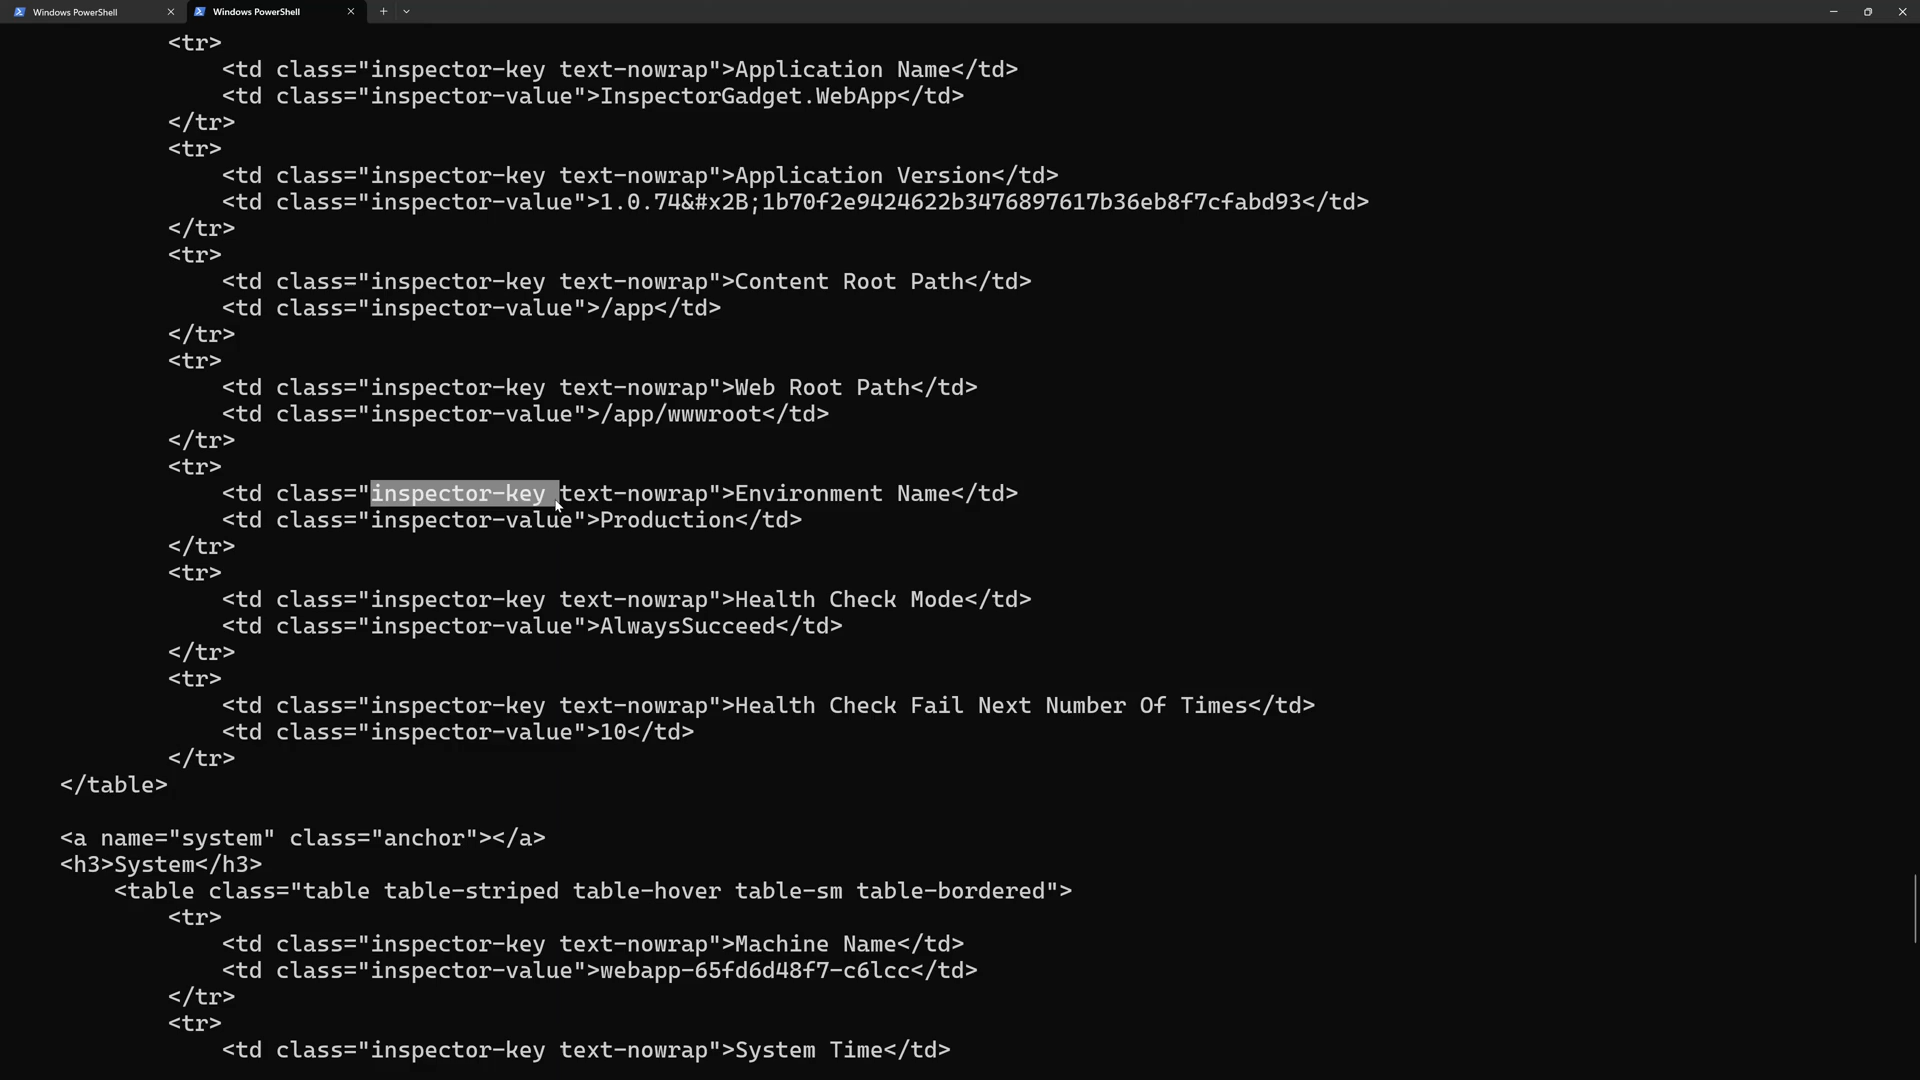 Windows PowerShell
Windows PowerShell
<tr>
<td class="inspector-key text-nowrap">Application Name</td>
<td class="inspector-value">InspectorGadget.WebApp</td>
</tr>
<tr>
<td class="inspector-key text-nowrap">Application Version</td>
<td class="inspector-value">1.0.74&#x2B;1b70f2e9424622b3476897617b36eb8f7cfabd93</td>
</tr>
<tr>
<td class="inspector-key text-nowrap">Content Root Path</td>
<td class="inspector-value">/app</td>
</tr>
<tr>
<td class="inspector-key text-nowrap">Web Root Path</td>
<td class="inspector-value">/app/wwwroot</td>
</tr>
<tr>
<td class="inspector-key text-nowrap">Environment Name</td>
<td class="inspector-value">Production</td>
</tr>
<tr>
<td class="inspector-key text-nowrap">Health Check Mode</td>
<td class="inspector-value">AlwaysSucceed</td>
</tr>
<tr>
<td class="inspector-key text-nowrap">Health Check Fail Next Number Of Times</td>
<td class="inspector-value">10</td>
</tr>
</table>
<a name="system" class="anchor"></a>
<h3>System</h3>
<table class="table table-striped table-hover table-sm table-bordered">
<tr>
<td class="inspector-key text-nowrap">Machine Name</td>
<td class="inspector-value">webapp-65fd6d48f7-c6lcc</td>
</tr>
<tr>
<td class="inspector-key text-nowrap">System Time</td>